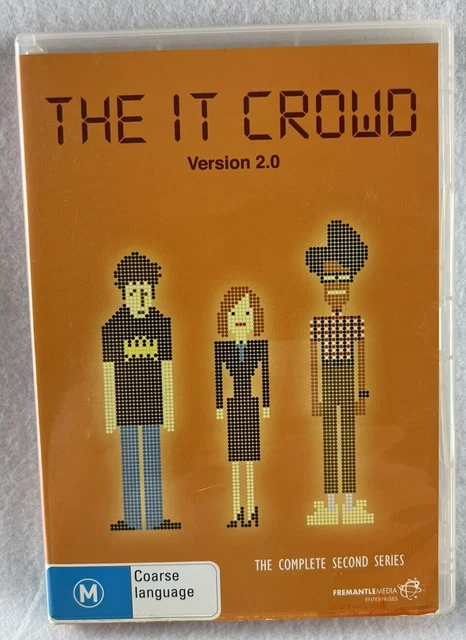 THE IT CROWD
Version 2.0
THE COMPLETE SECOND SERIES
M
Coarse
language
FREMANTLEMEDIA
ENTERPRISES